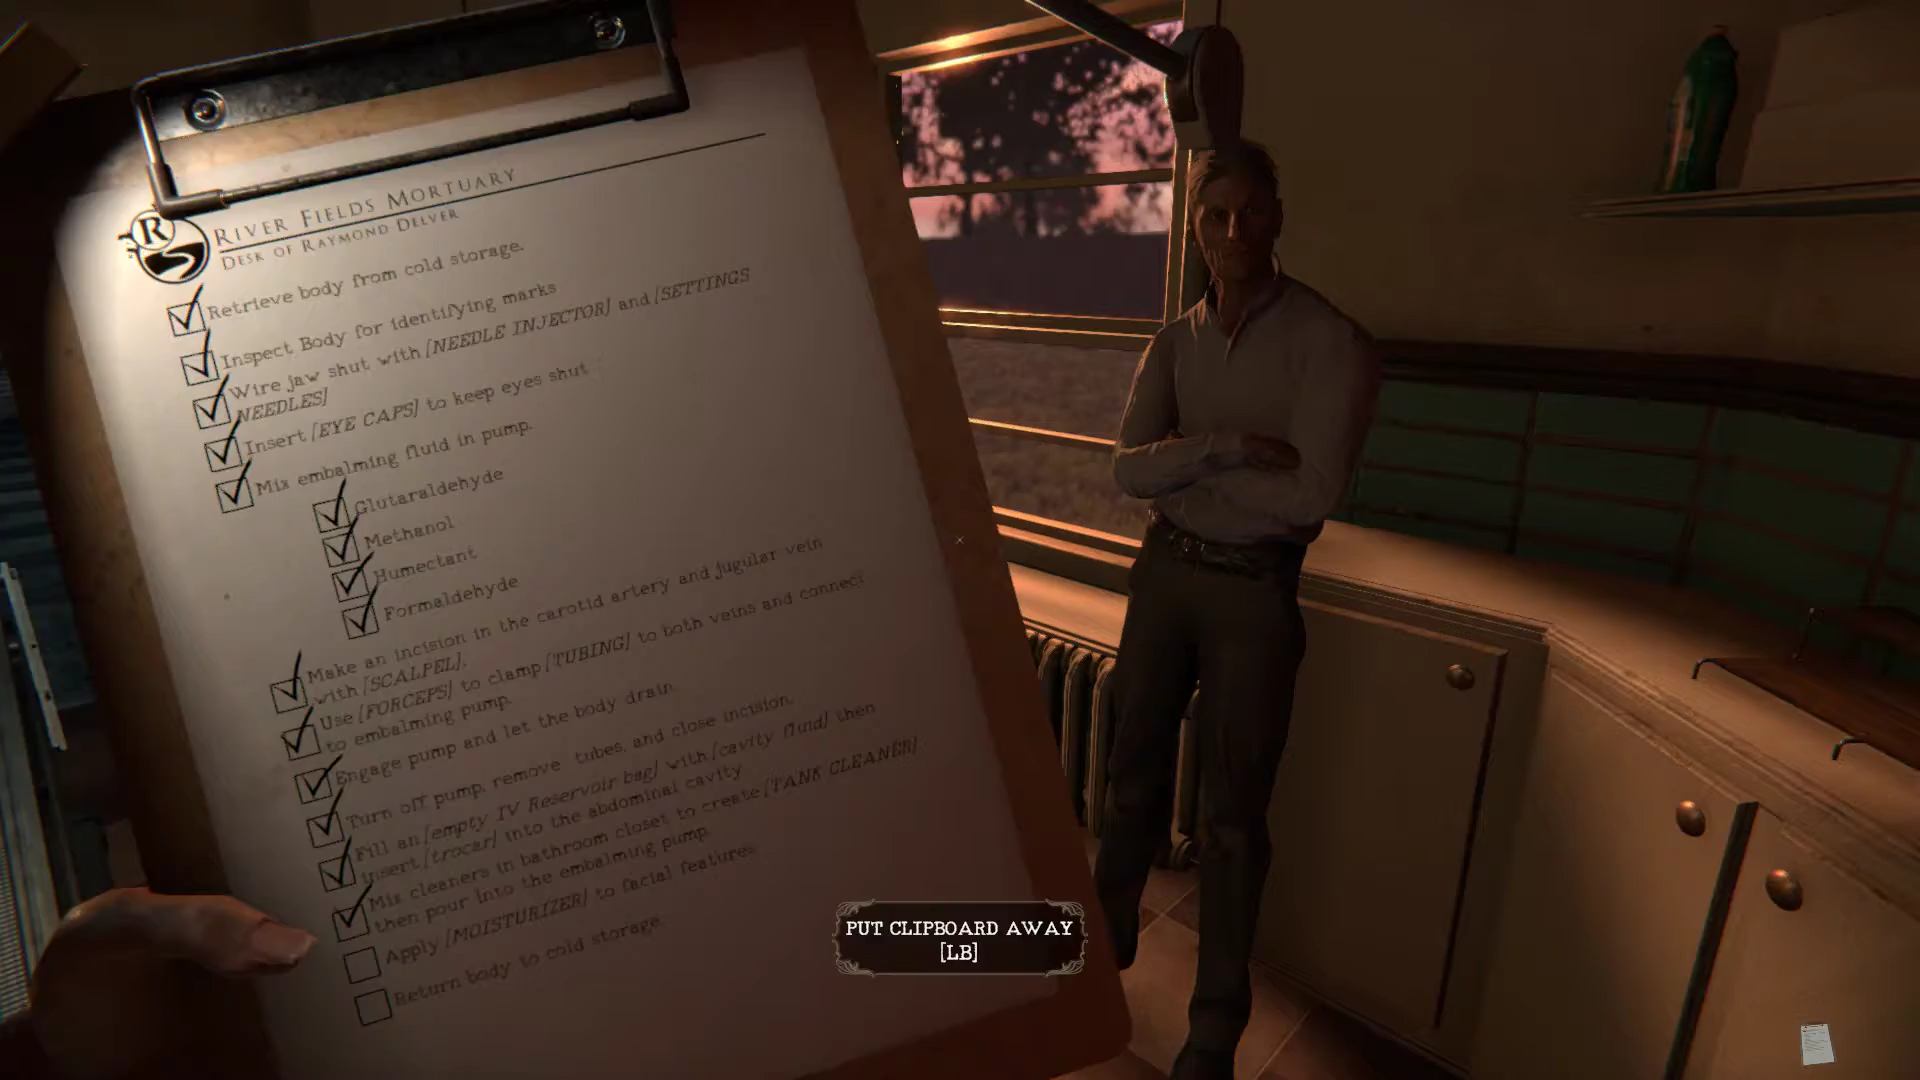 R
RIVER FIELDS MORTUARY
DESK OF RAYMOND DELVER
Retrieve body from cold storage.
Inspect Body for identifying marks
Wire jaw shut with [NEEDLE INJECTOR] and [SETTINGS
NEEDLES]
Insert [EYE CAPS] to keep eyes shut
Mix embalming fluid in pump.
Glutaraldehyde
Methanol
Humectant
Formaldehyde
Make an incision in the carotid artery and jugular vein
with [SCALPEL].
Use [FORCEPS] to clamp [TUBING] to both veins and connect
to embalming pump.
Engage pump and let the body drain.
Turn off pump, remove tubes, and close incision.
Fill an [empty IV Reservoir bag] with [cavity fluid] then
insert [trocar] into the abdominal cavity
Mix cleaners in bathroom closet to create [TANK CLEANER].
then pour into the embalming pump.
Apply [MOISTURIZER] to facial features
Return body to cold storage.
PUT CLIPBOARD AWAY
[LB]